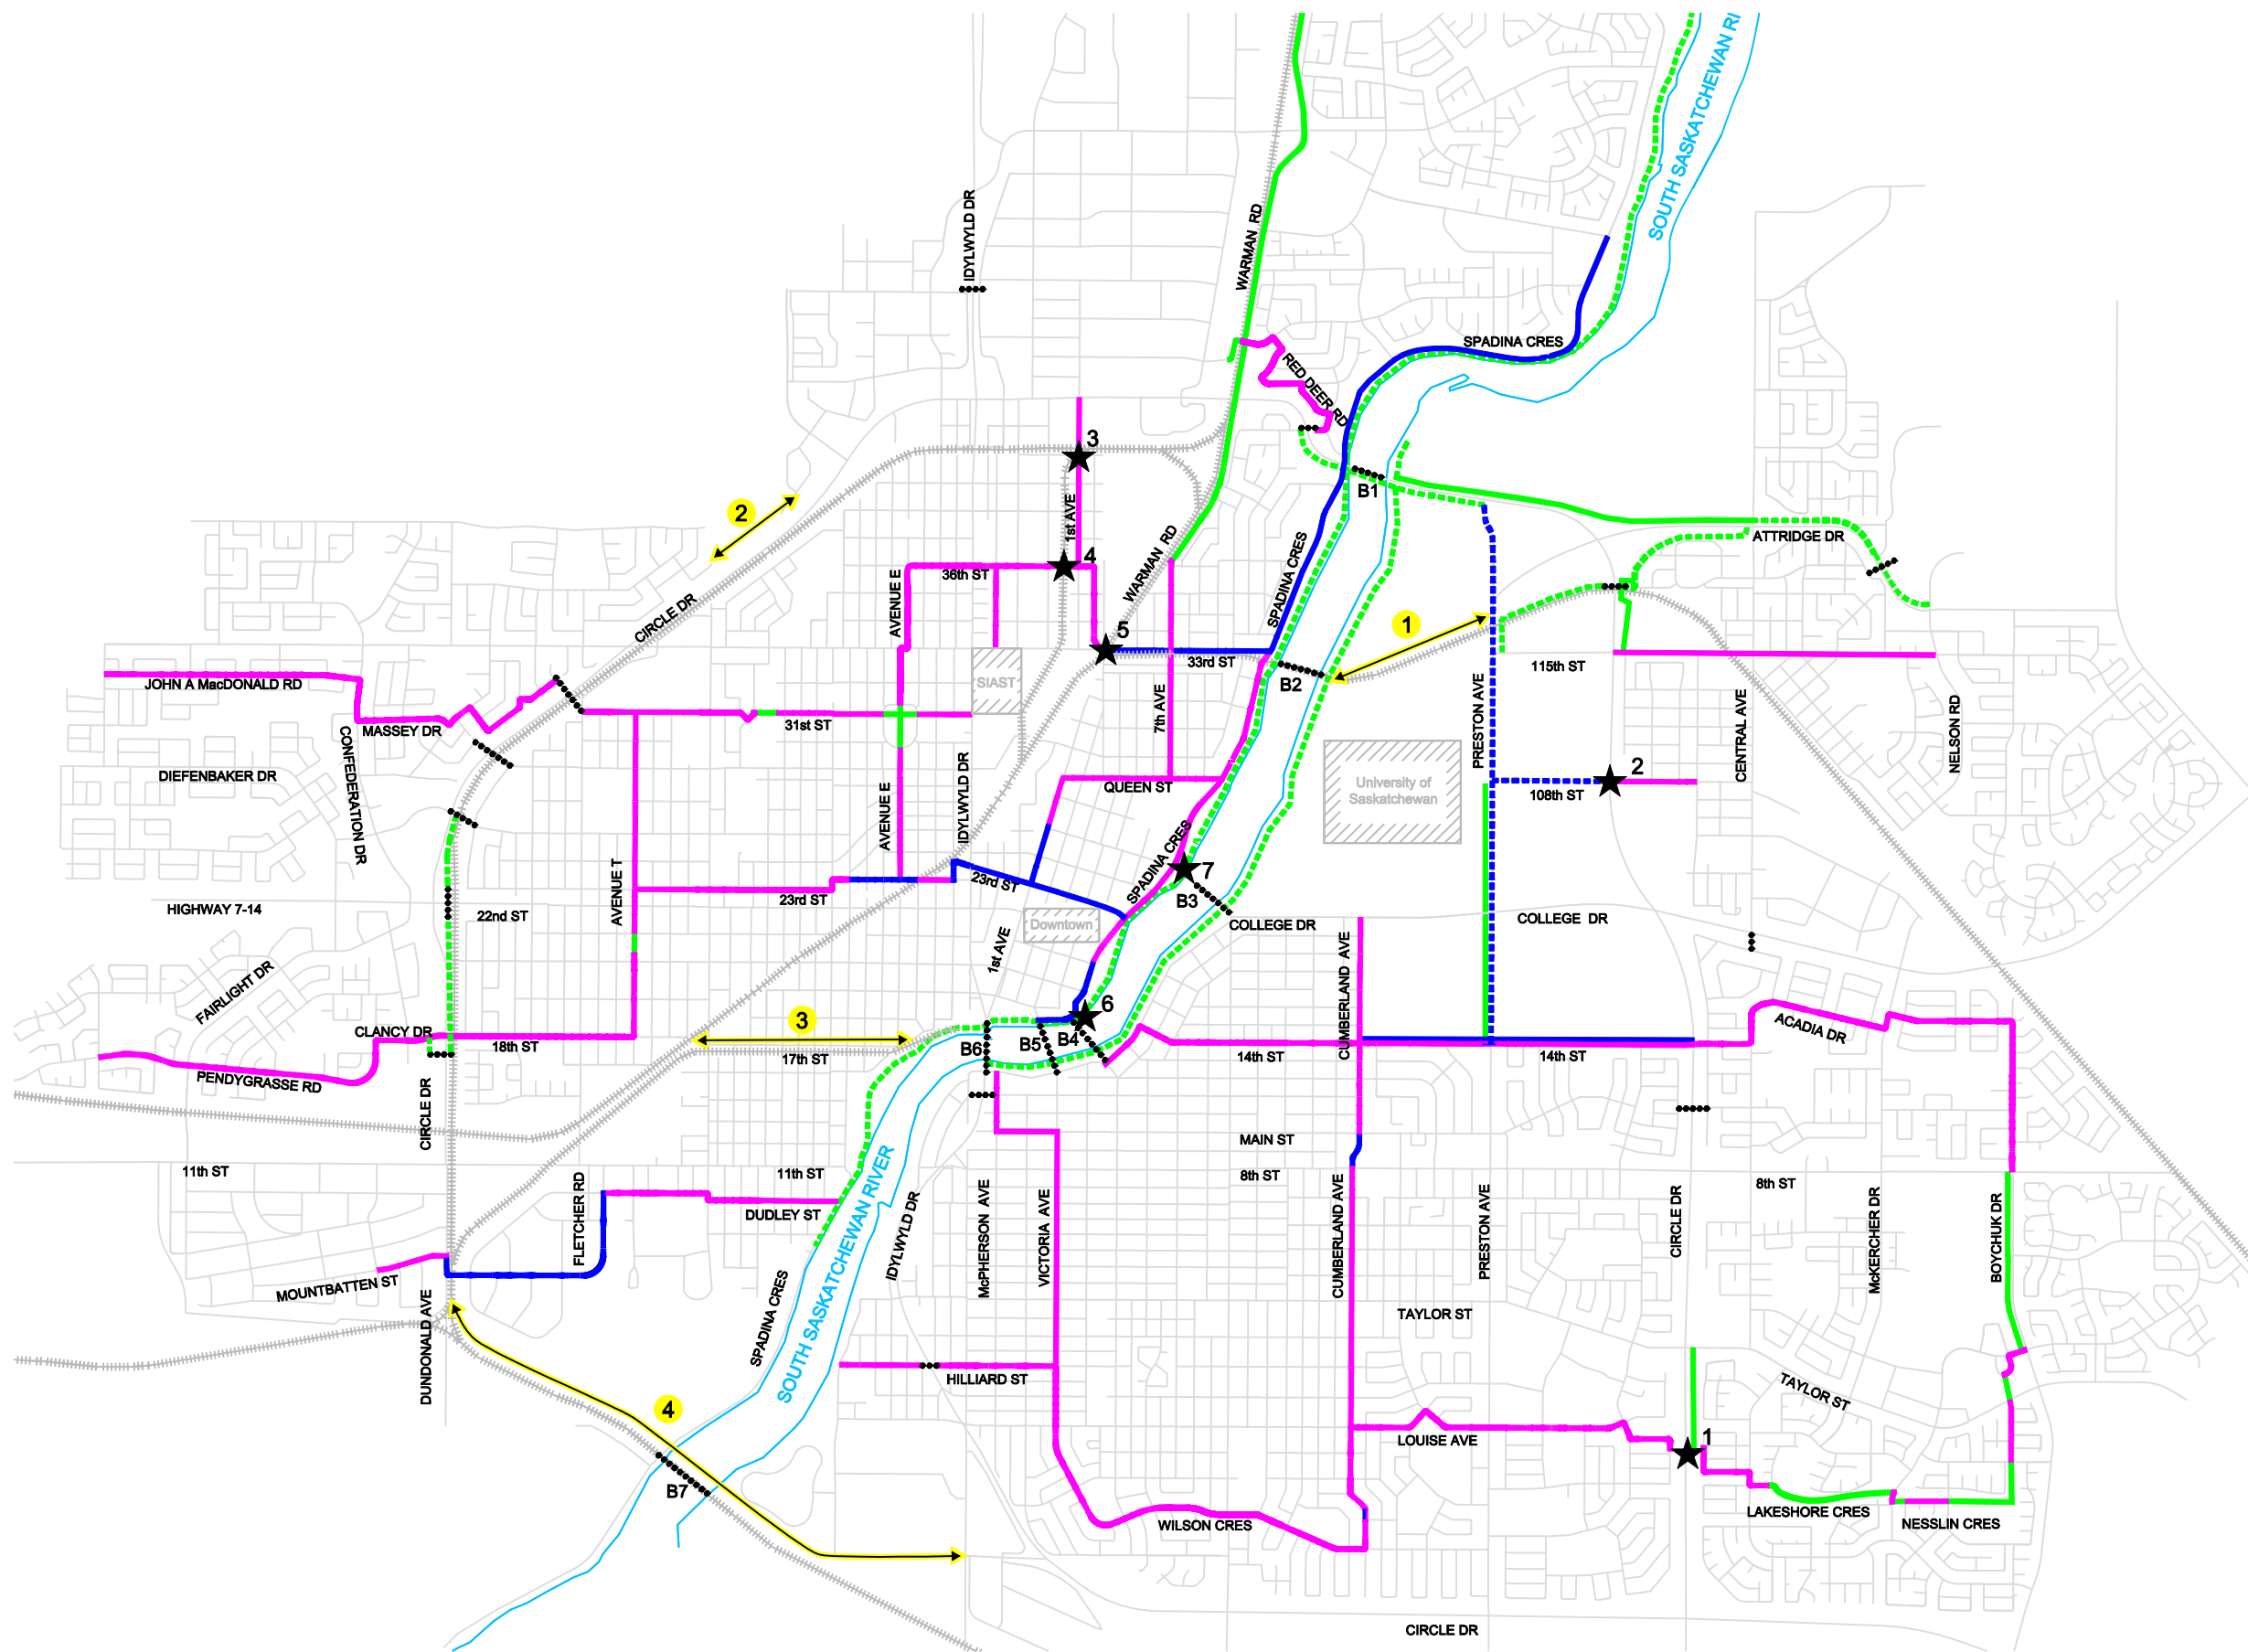 SOUTH SASKATCHEWAN RI
IDYLWYLD DR
WARMAN RD
SPADINA CRES
RED DEER RD
3
B1
2
1st AVE
ATTRIDGE DR
WARMAN RD
4
36th ST
AVENUE E
SPADINA CRES
CIRCLE DR
1
5
33rd ST
115th ST
B2
SIAST
JOHN A MacDONALD RD
MASSEY DR
31st ST
7th AVE
PRESTON AVE
CENTRAL AVE
NELSON RD
CONFEDERATION DR
DIEFENBAKER DR
2
108th ST
QUEEN ST
University of
Saskatchewan
AVENUE E
IDYLWYLD DR
SPADINA CRES
7
23rd ST
23rd ST
B3
AVENUE T
HIGHWAY 7-14
22nd ST
Downtown
COLLEGE DR
COLLEGE DR
1st AVE
CUMBERLAND AVE
FAIRLIGHT DR
6
3
CLANCY DR
18th ST
17th ST
B6
B5
B4
14th ST
14th ST
ACADIA DR
PENDYGRASSE RD
CIRCLE DR
MAIN ST
11th ST
11th ST
8th ST
8th ST
FLETCHER RD
DUDLEY ST
SOUTH SASKATCHEWAN RIVER
IDYLWYLD DR
McPHERSON AVE
VICTORIA AVE
CUMBERLAND AVE
PRESTON AVE
CIRCLE DR
McKERCHER DR
BOYCHUK DR
MOUNTBATTEN ST
DUNDONALD AVE
SPADINA CRES
TAYLOR ST
HILLIARD ST
TAYLOR ST
4
LOUISE AVE
1
B7
WILSON CRES
LAKESHORE CRES
NESSLIN CRES
CIRCLE DR